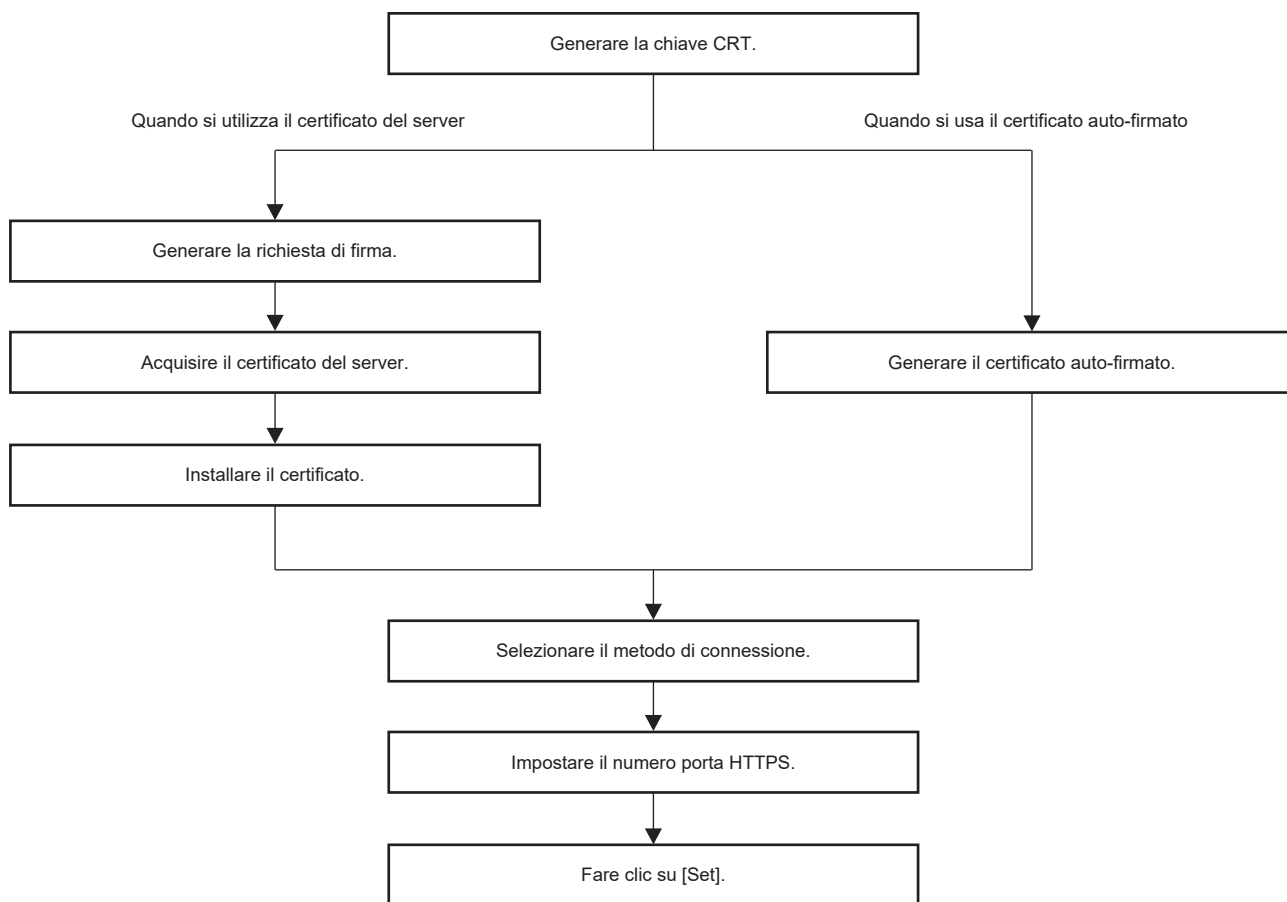 Generare la chiave CRT.
Quando si utilizza il certificato del server
Quando si usa il certificato auto-firmato
Generare la richiesta di firma.
Acquisire il certificato del server.
Generare il certificato auto-firmato.
Installare il certificato.
Selezionare il metodo di connessione.
Impostare il numero porta HTTPS.
Fare clic su [Set].